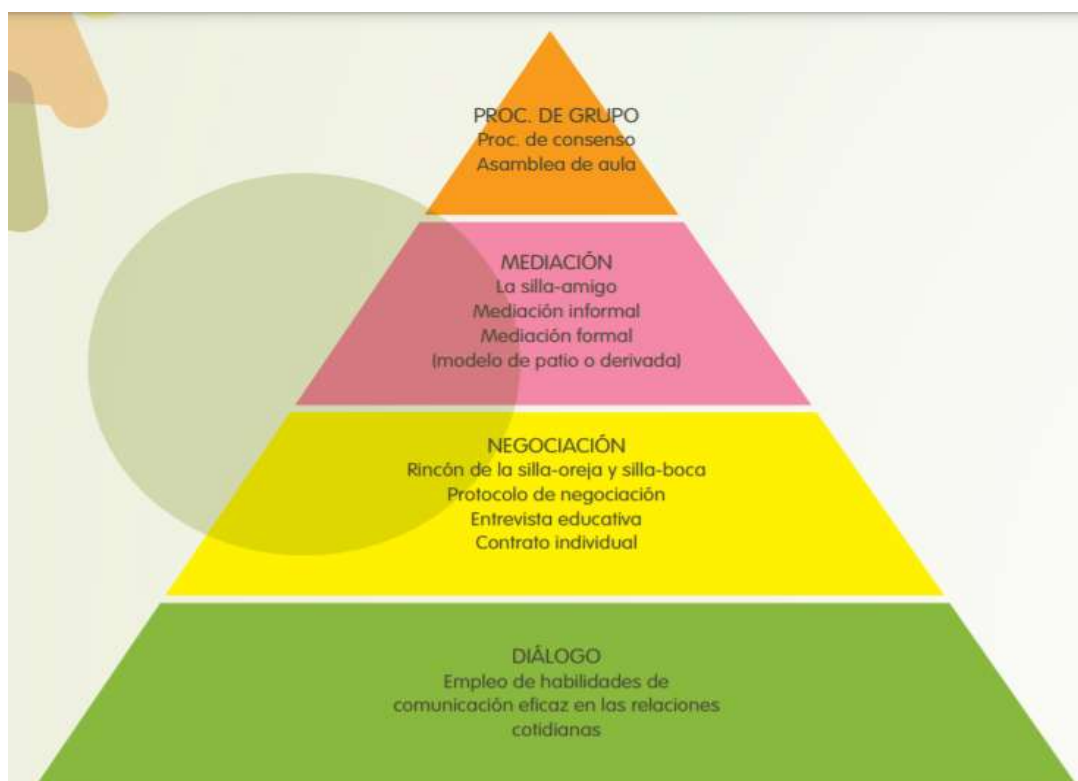 PROC. DE GRUPO
Proc. de consenso
Asamblea de aula
MEDIACIÓN
La silla-amigo
Mediación informal
Mediación formal
(modelo de patio o derivada)
NEGOCIACIÓN
Rincón de la silla-oreja y silla-boca
Protocolo de negociación
Entrevista educativa
Contrato individual
DIÁLOGO
Empleo de habilidades de
comunicación eficaz en las relaciones
cotidianas